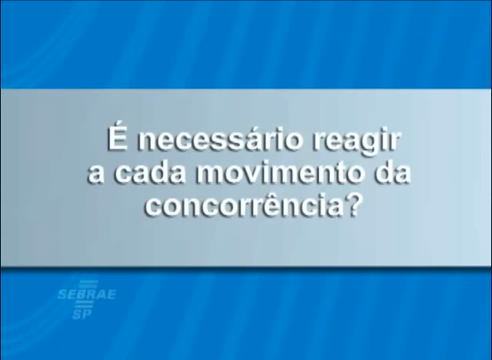 É necessário reagir
a cada movimento da
concorrência?
SEBRAE
SP